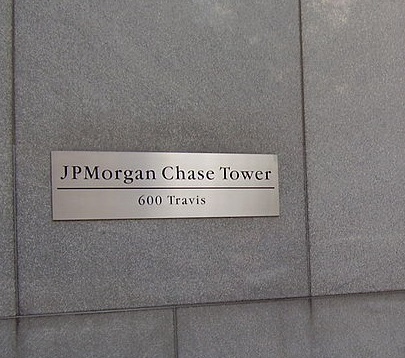 JPMorgan Chase Tower
600 Travis